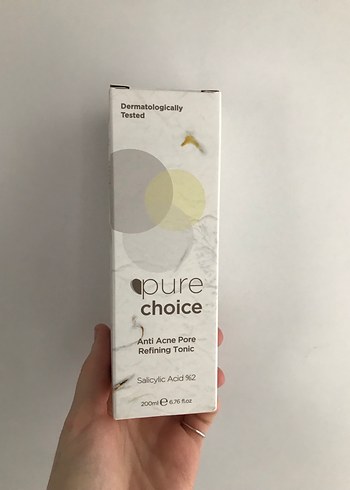 Dermatologically
Tested
pure
choice
Anti Acne Pore
Refining Tonic
Salicylic Acid %2
200ml ℮ 6.76 fl.oz